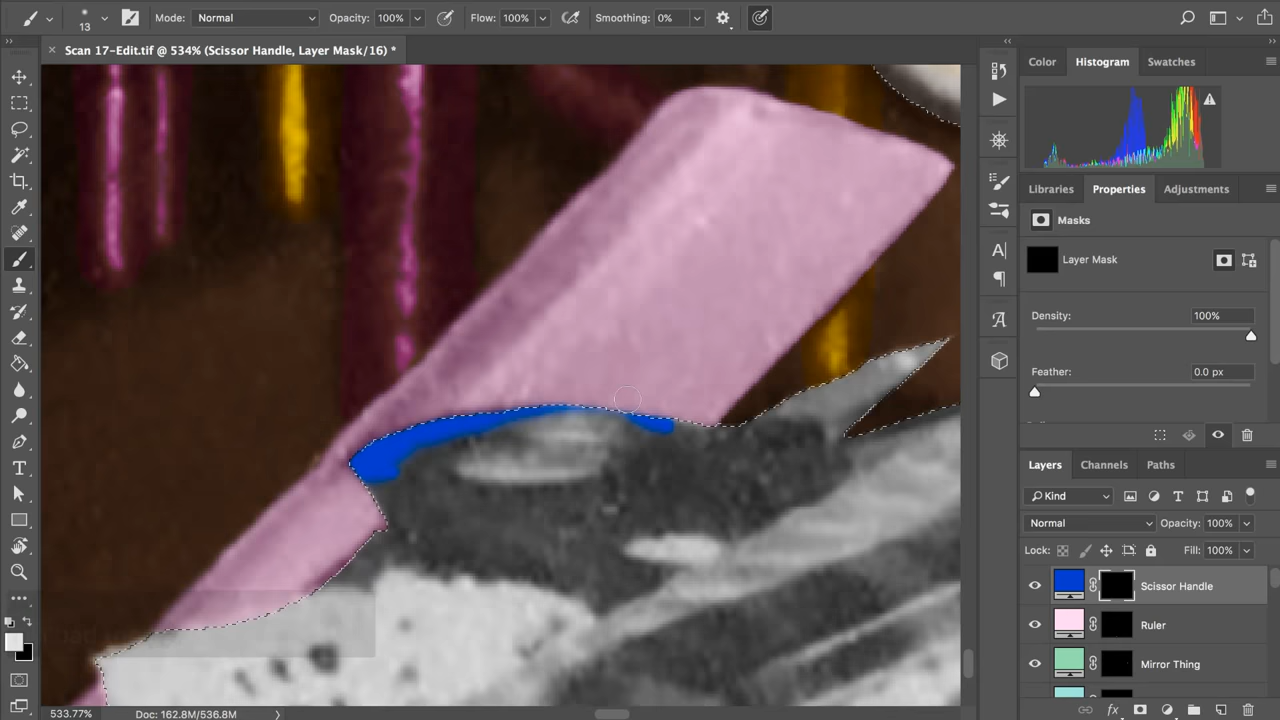 13
Mode: Normal
Opacity: 100%
Flow: 100%
Smoothing: 0%
× Scan 17-Edit.tif @ 534% (Scissor Handle, Layer Mask/16) *
Color
Histogram
Swatches
Libraries
Properties
Adjustments
Masks
Layer Mask
Density: 100%
Feather: 0.0 px
Layers
Channels
Paths
Kind
Normal
Opacity: 100%
Lock:
Fill: 100%
Scissor Handle
Ruler
Mirror Thing
fx
533.77%
Doc: 162.8M/536.8M